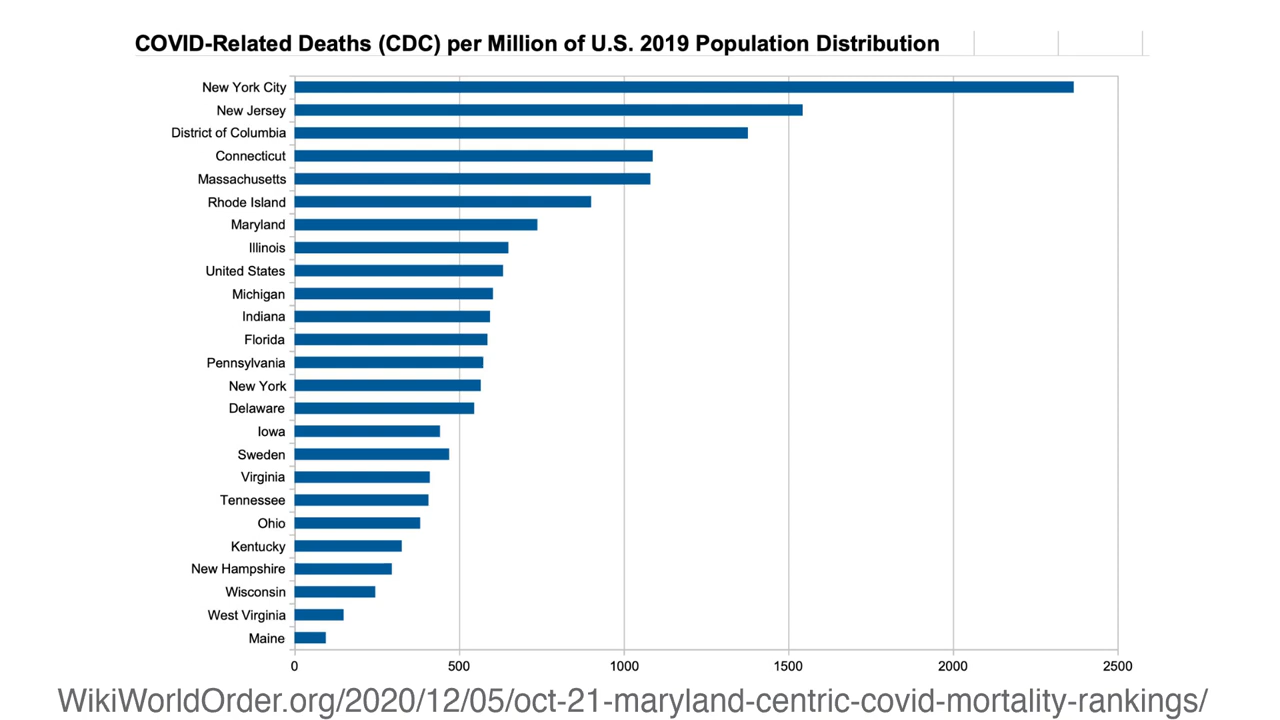 COVID-Related Deaths (CDC) per Million of U.S. 2019 Population Distribution
New York City
New Jersey
District of Columbia
Connecticut
Massachusetts
Rhode Island
Maryland
Illinois
United States
Michigan
Indiana
Florida
Pennsylvania
New York
Delaware
Iowa
Sweden
Virginia
Tennessee
Ohio
Kentucky
New Hampshire
Wisconsin
West Virginia
Maine
0 500 1000 1500 2000 2500
WikiWorldOrder.org/2020/12/05/oct-21-maryland-centric-covid-mortality-rankings/